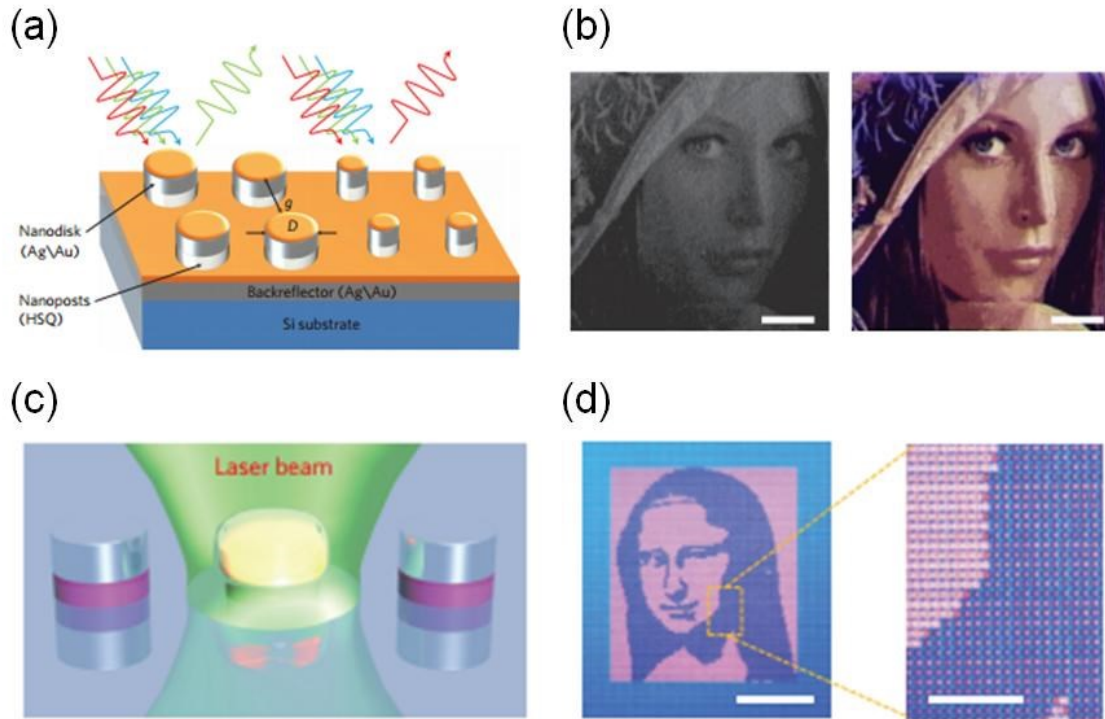 (a)
(b)
g
D
Nanodisk
(Ag\Au)
Nanoposts
(HSQ)
Backreflector (Ag\Au)
Si substrate
(c)
(d)
Laser beam